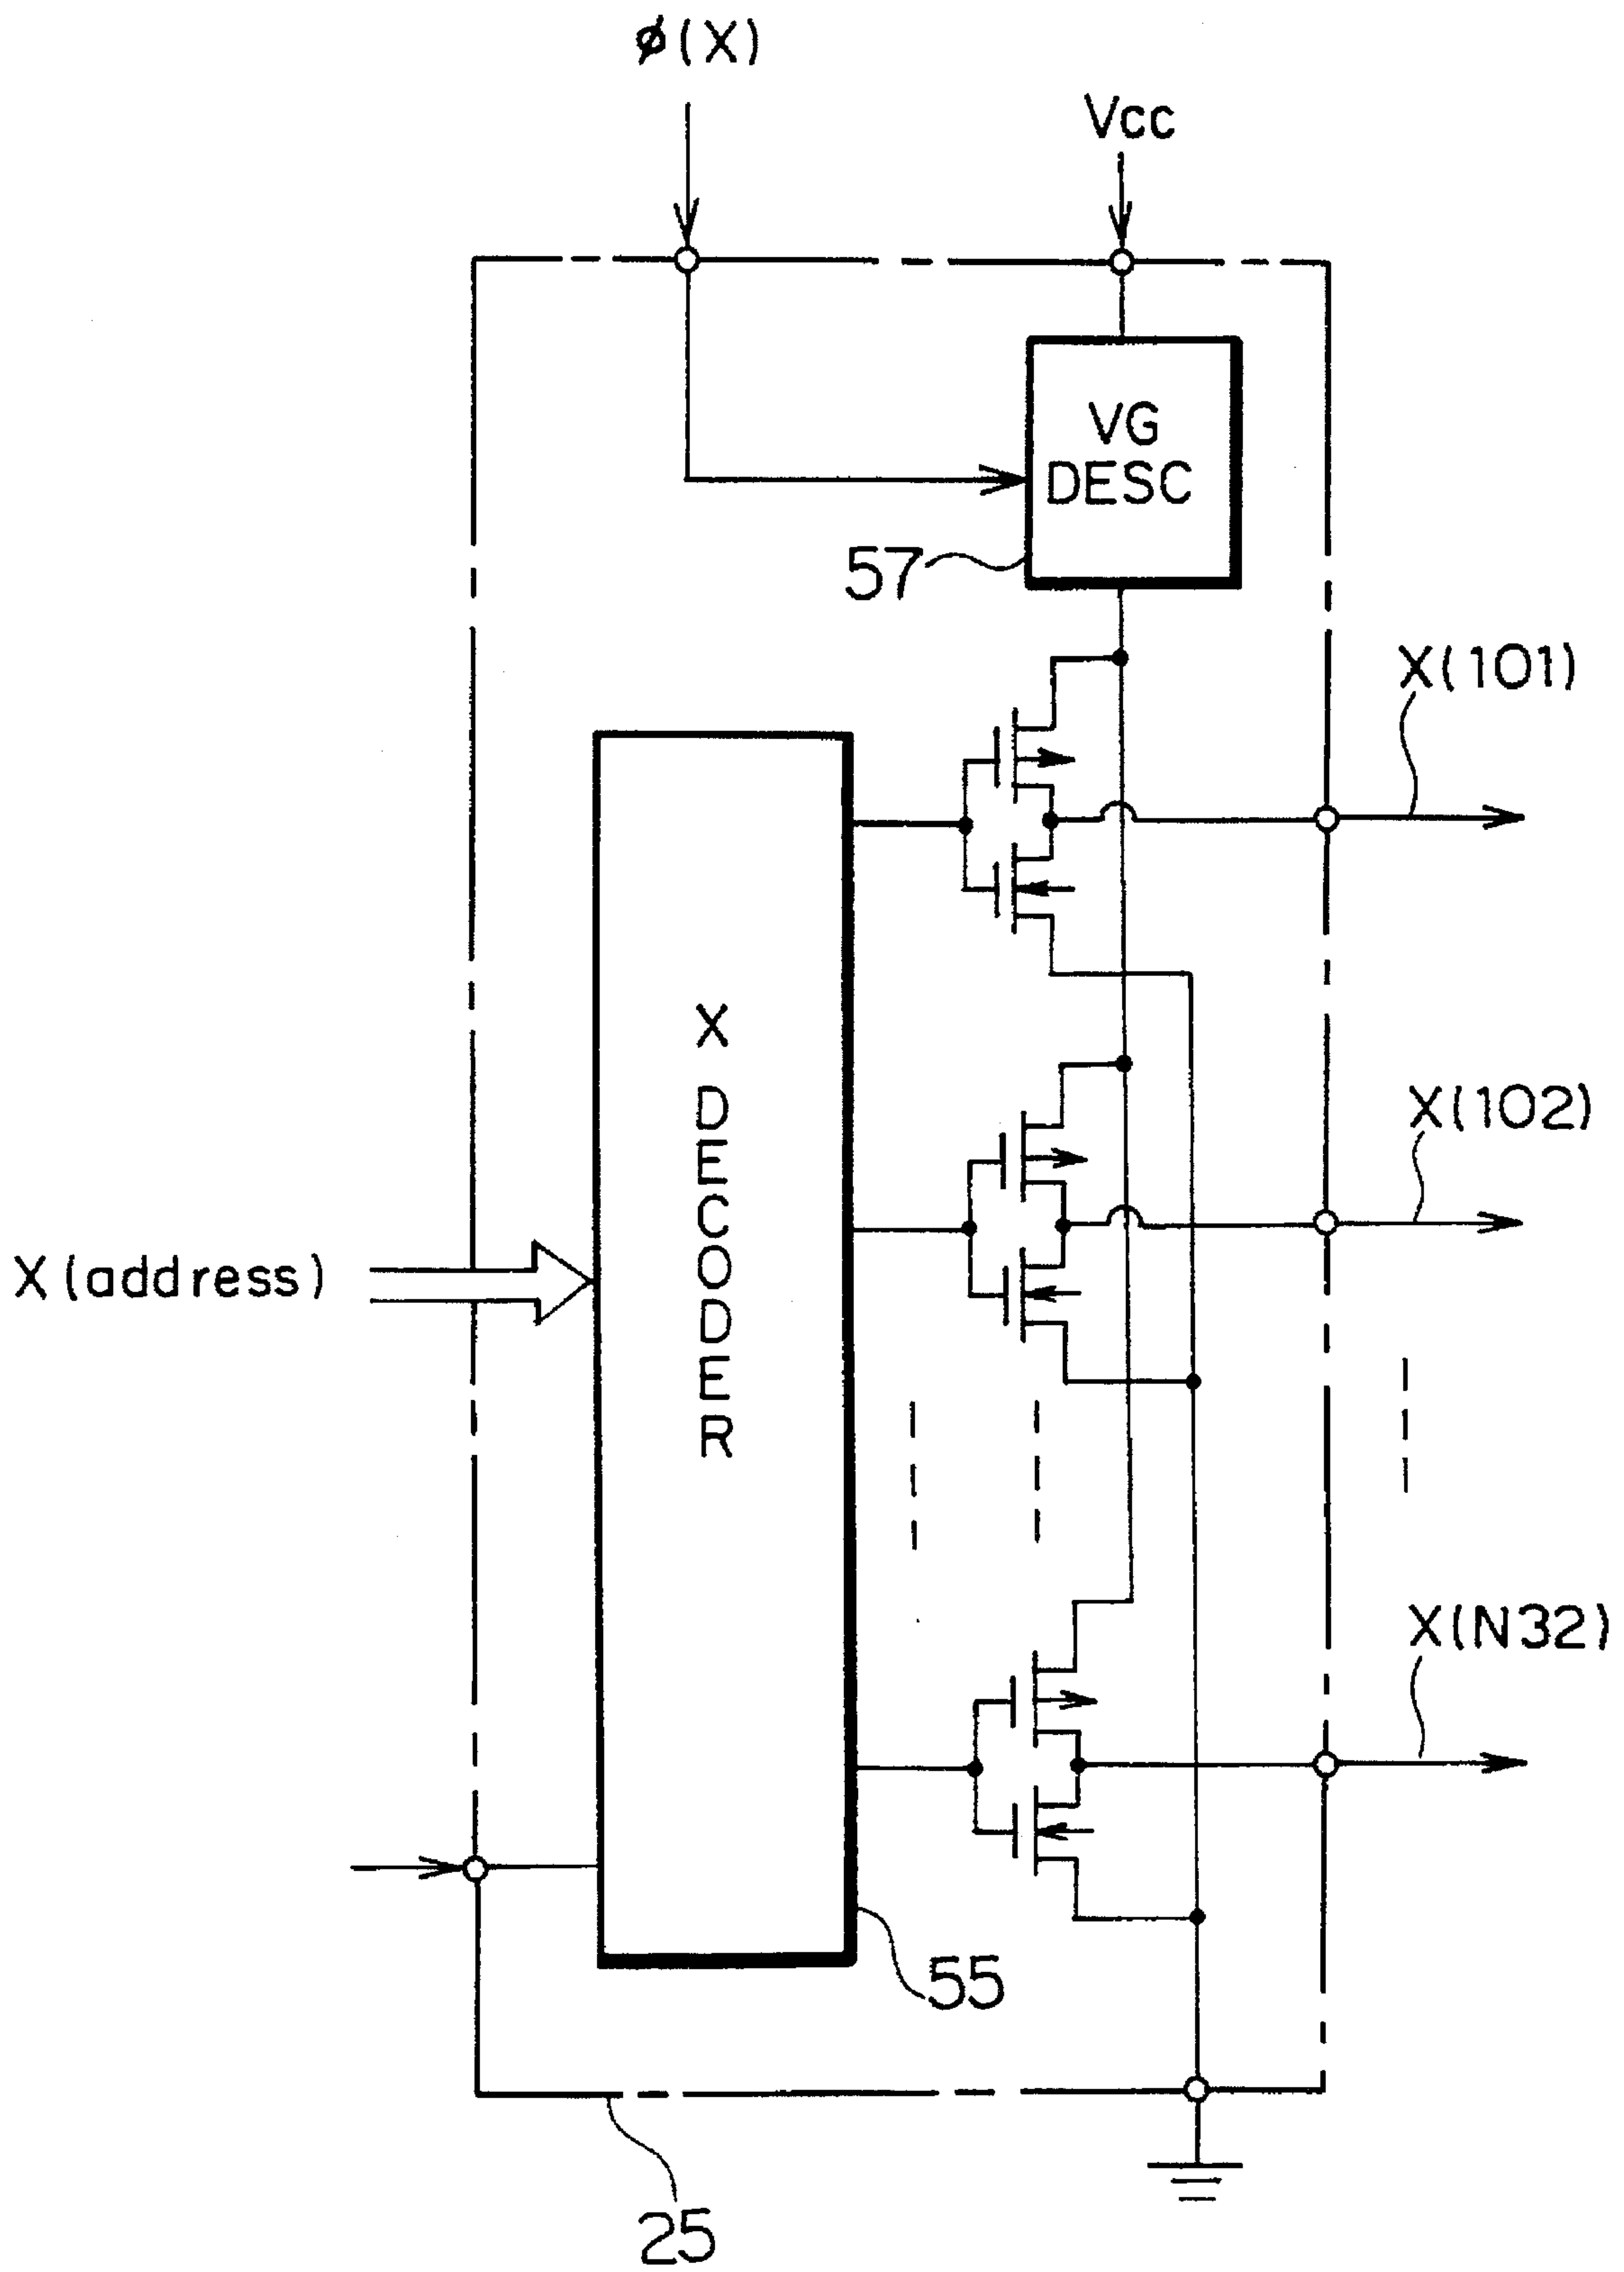 ø(X)
Vcc
VG
DESC
57
X(101)
X DECODER
X(102)
X(address)
X(N32)
55
25